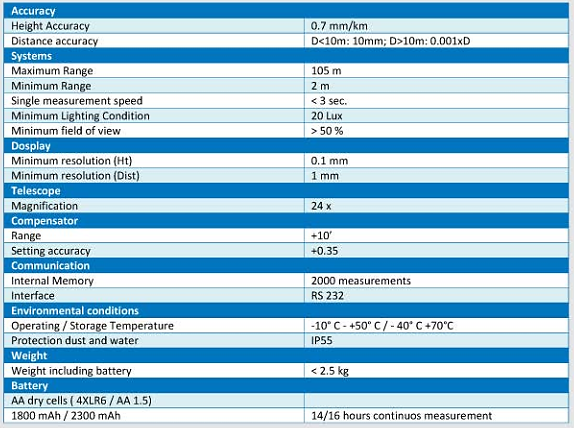 Accuracy
Height Accuracy 0.7 mm/km
Distance accuracy D<10m: 10mm; D>10m: 0.001xD
Systems
Maximum Range 105 m
Minimum Range 2 m
Single measurement speed < 3 sec.
Minimum Lighting Condition 20 Lux
Minimum field of view > 50 %
Dosplay
Minimum resolution (Ht) 0.1 mm
Minimum resolution (Dist) 1 mm
Telescope
Magnification 24 x
Compensator
Range +10’
Setting accuracy +0.35
Communication
Internal Memory 2000 measurements
Interface RS 232
Environmental conditions
Operating / Storage Temperature -10° C - +50° C / - 40° C +70°C
Protection dust and water IP55
Weight
Weight including battery < 2.5 kg
Battery
AA dry cells ( 4XLR6 / AA 1.5)
1800 mAh / 2300 mAh 14/16 hours continuos measurement